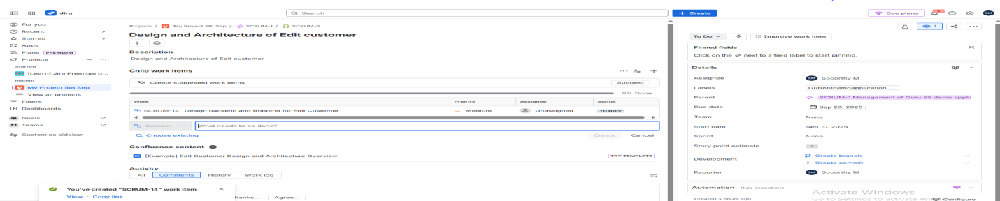 Jira
Search
+ Create
See plans
SM
For you
Recent
Starred
Apps
Plans PREMIUM
Projects
Starred
(Learn) Jira Premium b...
Recent
My Project 5th Sep
View all projects
Filters
Dashboards
Goals
Teams
Customize sidebar
Projects / My Project 5th Sep / SCRUM-1 / SCRUM-6
Design and Architecture of Edit customer
Description
Design and Architecture of Edit customer
Child work items
Create suggested work items
Suggest
0% Done
Work Priority Assignee Status
SCRUM-14 Design backend and frontend for Edit Customer Medium Unassigned TO DO
Subtask What needs to be done?
Choose existing Create Cancel
Confluence content
[Example] Edit Customer Design and Architecture Overview TRY TEMPLATE
Activity
All Comments History Work log
hanks... Agree...
You've created "SCRUM-14" work item
View · Copy link
1
To Do
Improve work item
Pinned fields
Click on the next to a field label to start pinning.
Details
Assignee SM Spoorthy M
Labels Guru99demoapplication_...
Parent SCRUM-1 Management of Guru 99 demo appli
Due date Sep 23, 2025
Team None
Start date Sep 10, 2025
Sprint None
Story point estimate 2
Development Create branch
Create commit
Reporter SM Spoorthy M
Automation Rule executions
Activate Windows
Created 3 hours ago
Go to Settings to activate Wi
Configure